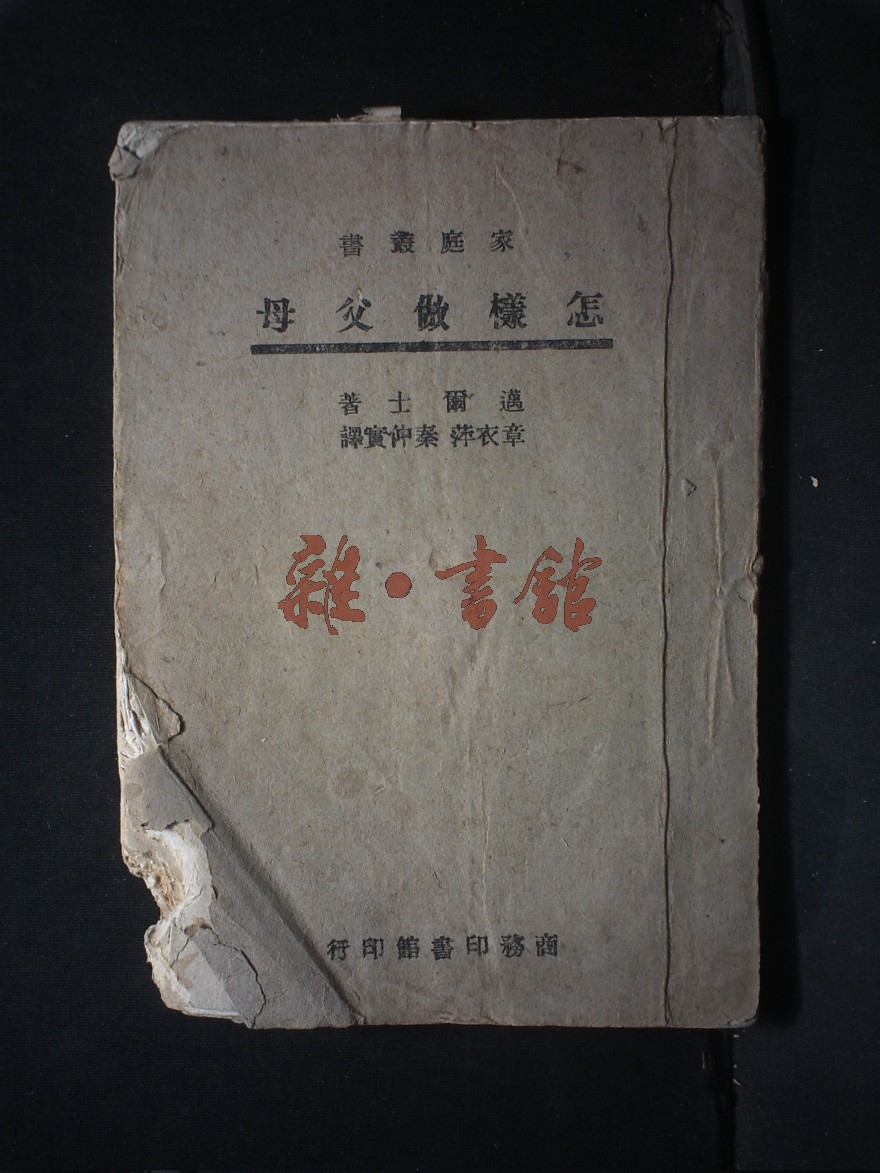 家庭叢書
怎樣做父母
邁爾士著
章衣萍 秦仲實譯
雜·書館
商務印書館印行